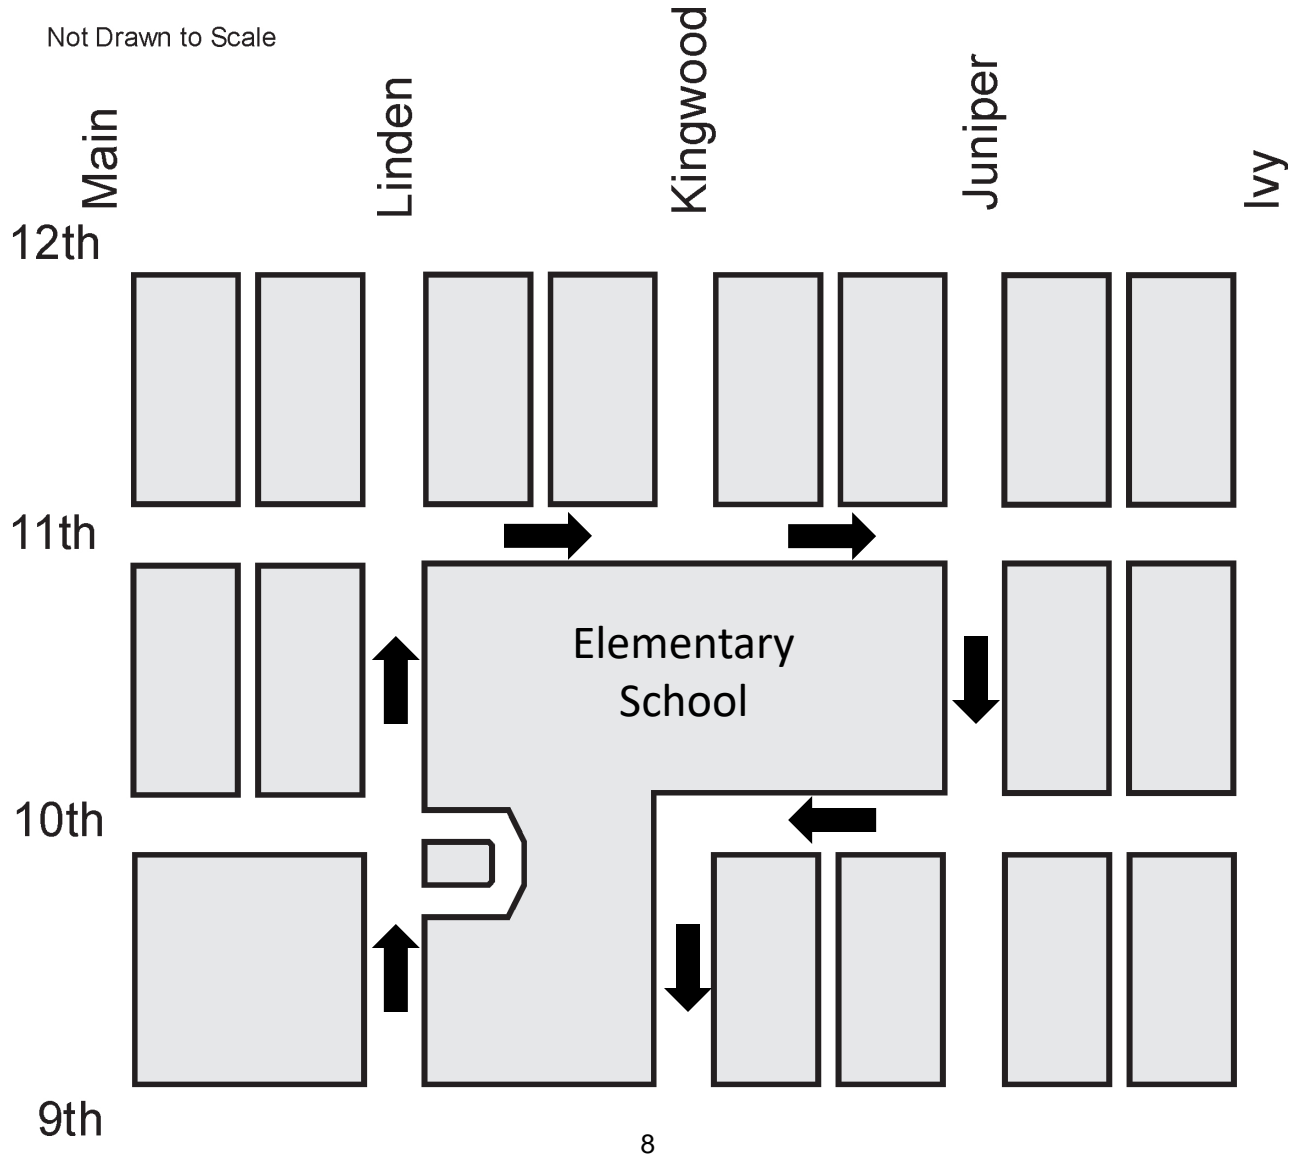 Not Drawn to Scale
Main
Linden
Kingwood
Juniper
Ivy
12th
11th
Elementary
School
10th
9th
8